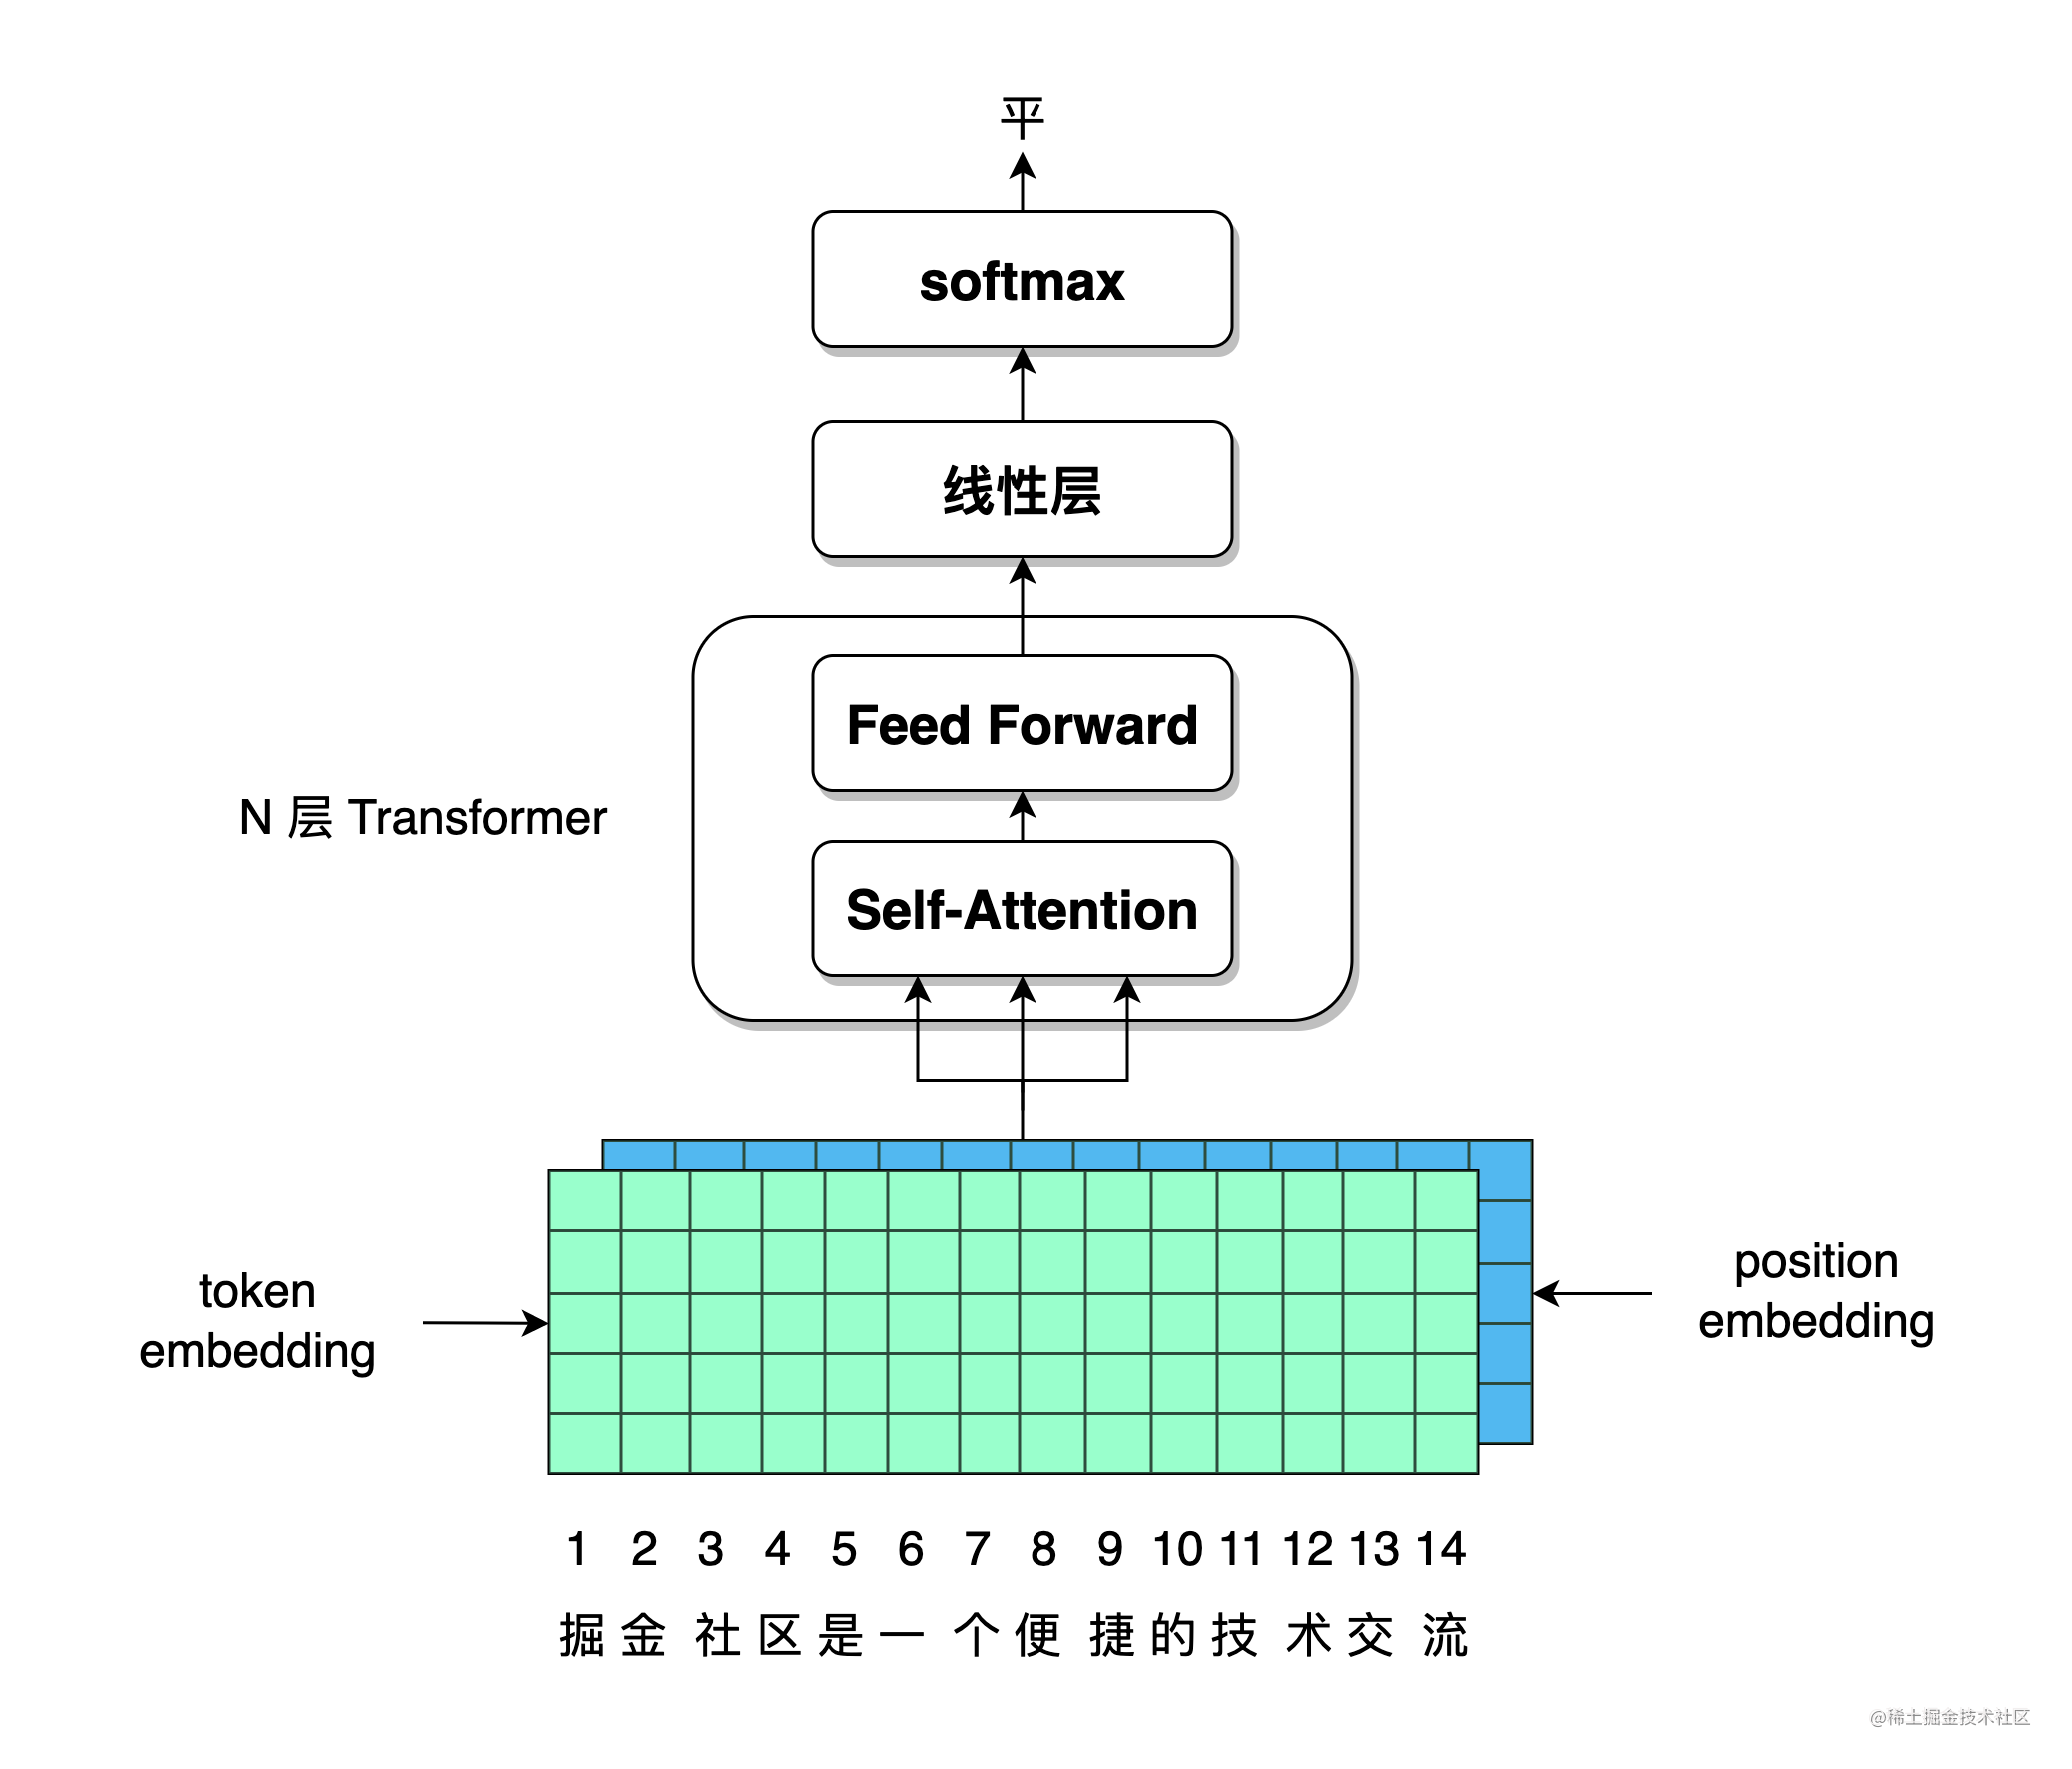 平
softmax
线性层
Feed Forward
N 层 Transformer
Self-Attention
token
embedding
position
embedding
1 2 3 4 5 6 7 8 9 10 11 12 13 14
掘 金 社 区 是 一 个 便 捷 的 技 术 交 流
@稀土掘金技术社区